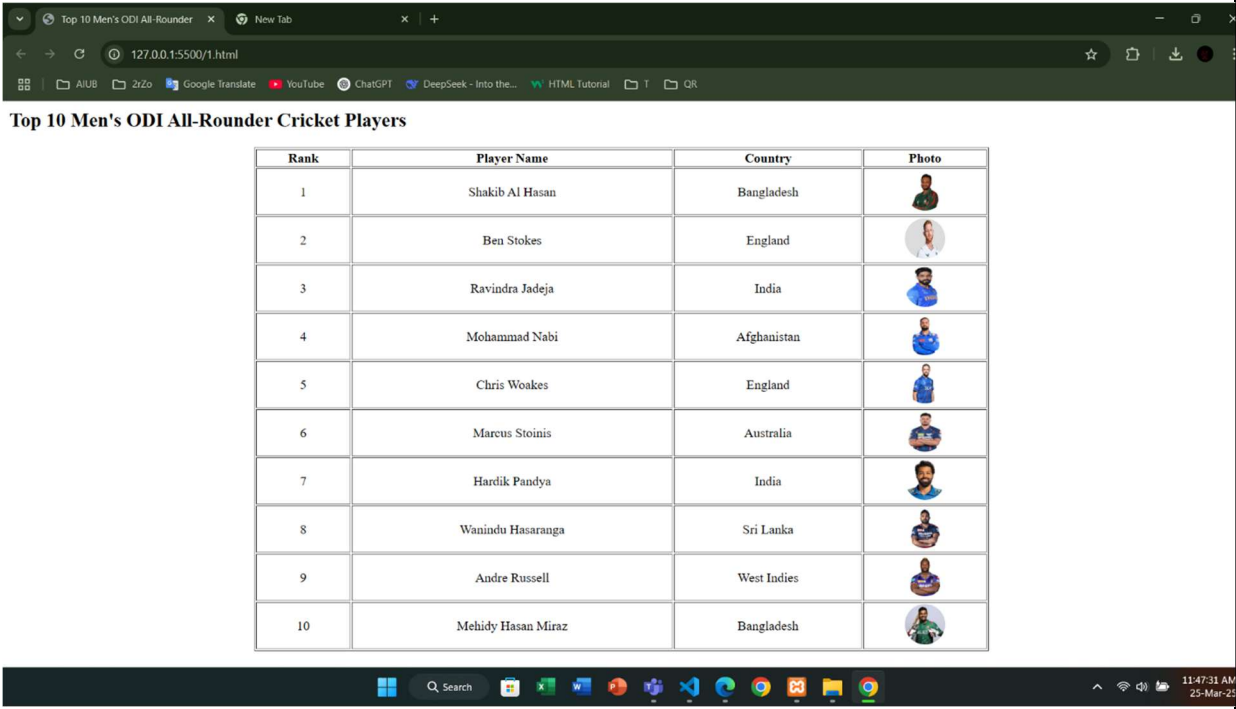 Top 10 Men's ODI All-Rounder
New Tab
127.0.0.1:5500/1.html
AIUB 2rZo Google Translate YouTube ChatGPT DeepSeek - Into the... HTML Tutorial T QR
Top 10 Men's ODI All-Rounder Cricket Players
Rank Player Name Country Photo
1 Shakib Al Hasan Bangladesh
2 Ben Stokes England
3 Ravindra Jadeja India
4 Mohammad Nabi Afghanistan
5 Chris Woakes England
6 Marcus Stoinis Australia
7 Hardik Pandya India
8 Wanindu Hasaranga Sri Lanka
9 Andre Russell West Indies
10 Mehidy Hasan Miraz Bangladesh
Search
11:47:31 AM
25-Mar-25